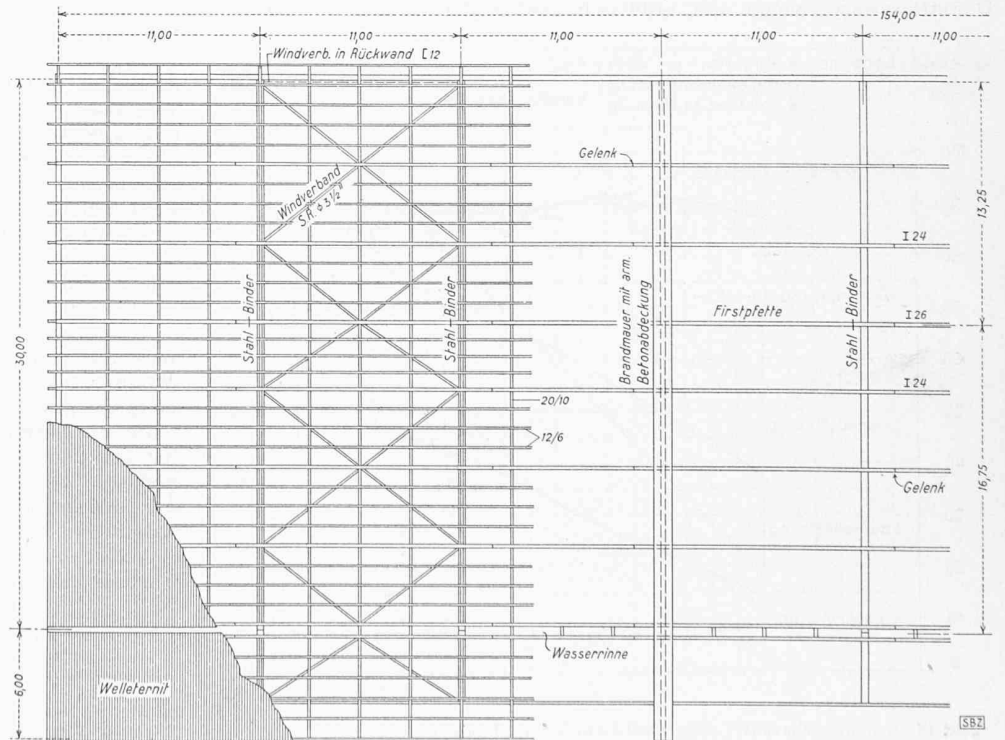 154,00
11,00 11,00 11,00 11,00 11,00
Windverb. in Rückwand [12
Gelenk
Windverband
S.R. ⌀ 3 1/2"
13,25
I 24
Stahl-Binder
Stahl-Binder
Brandmauer mit arm.
Betonabdeckung
Firstpfette
Stahl-Binder
I 26
30,00
I 24
20/10
12/6
Gelenk
16,75
Wasserrinne
6,00
Welleternit
SBZ